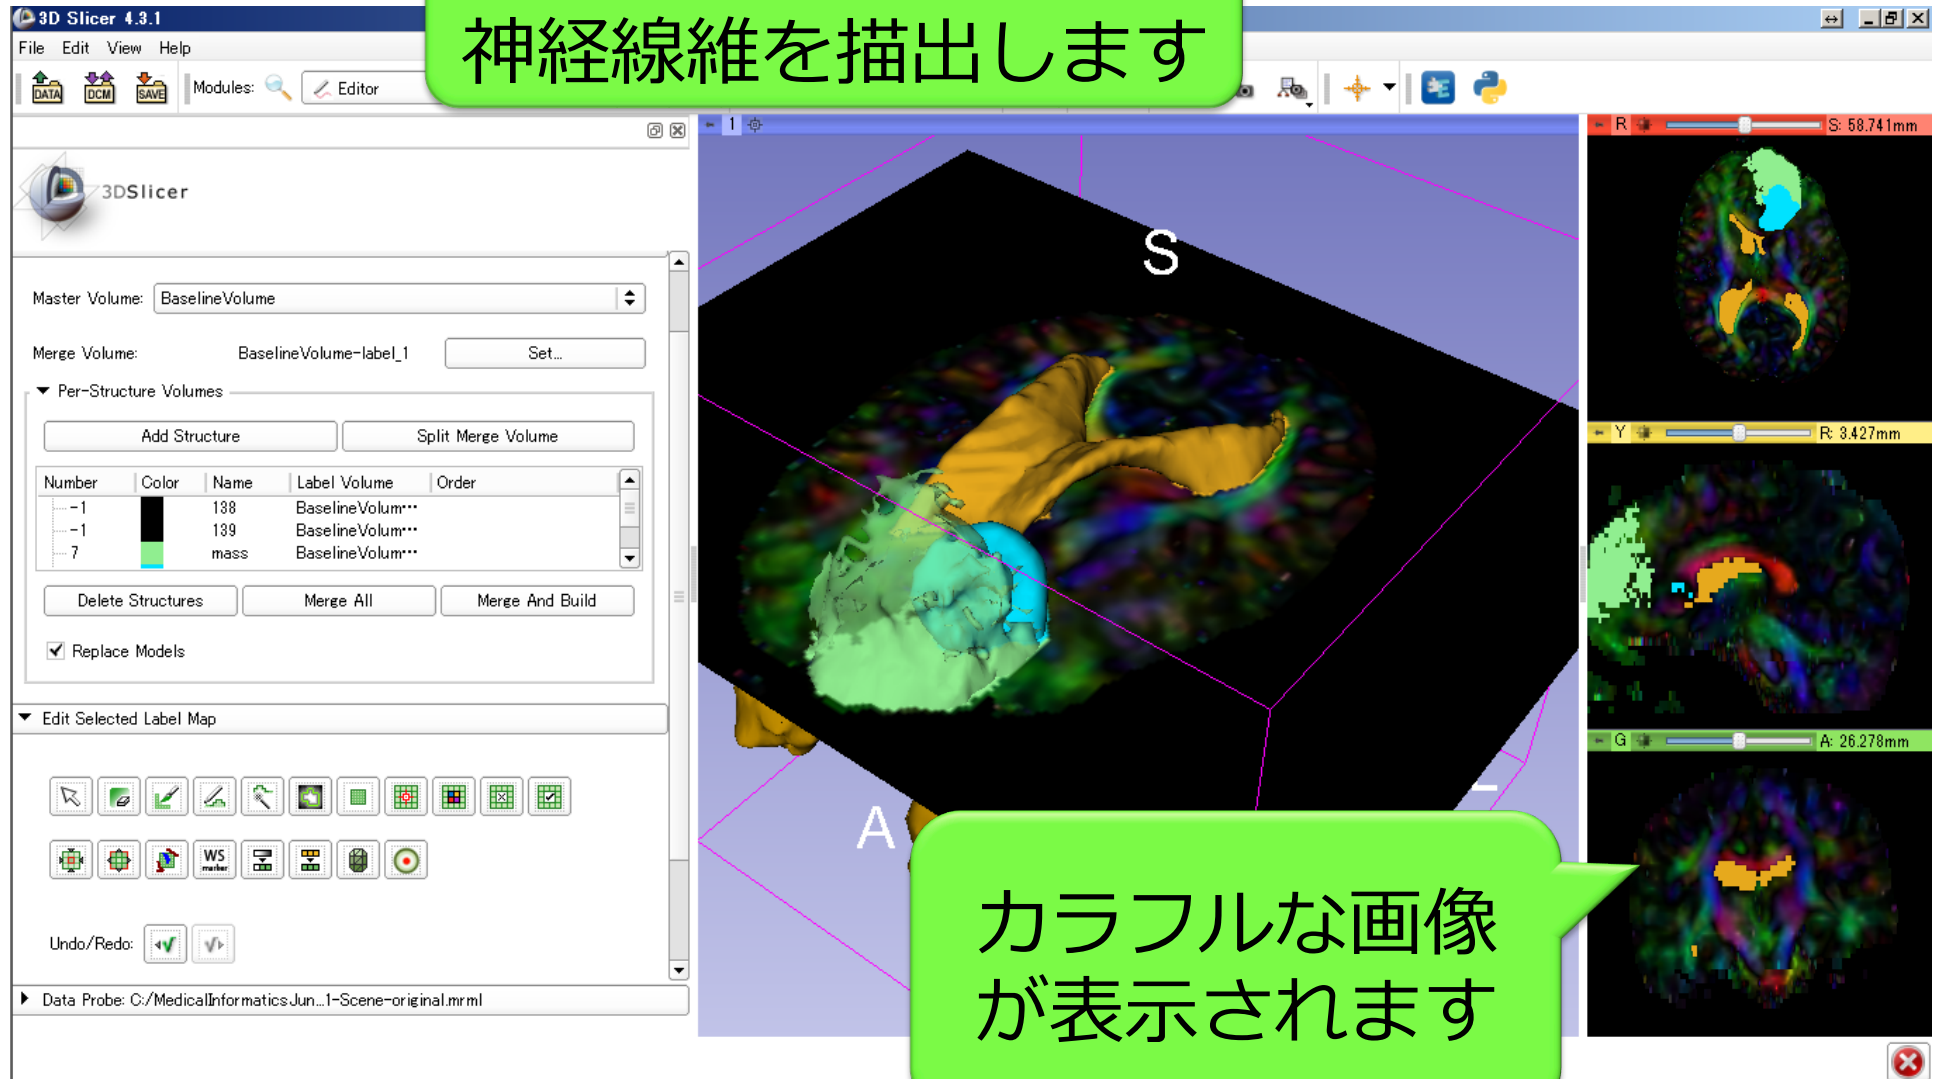 3D Slicer 4.3.1
神経線維を描出します
File Edit View Help
DATA DCM SAVE Modules: Editor
1
R S: 58.741mm
3DSlicer
S
Master Volume: BaselineVolume
Merge Volume: BaselineVolume-label_1 Set...
Per-Structure Volumes
Add Structure Split Merge Volume
Y R: 3.427mm
Number Color Name Label Volume Order
-1 138 BaselineVolum...
-1 139 BaselineVolum...
7 mass BaselineVolum...
Delete Structures Merge All Merge And Build
Replace Models
Edit Selected Label Map
G A: 26.278mm
A
WS
marker
カラフルな画像
が表示されます
Undo/Redo:
Data Probe: C:/MedicalInformaticsJun...1-Scene-original.mrml